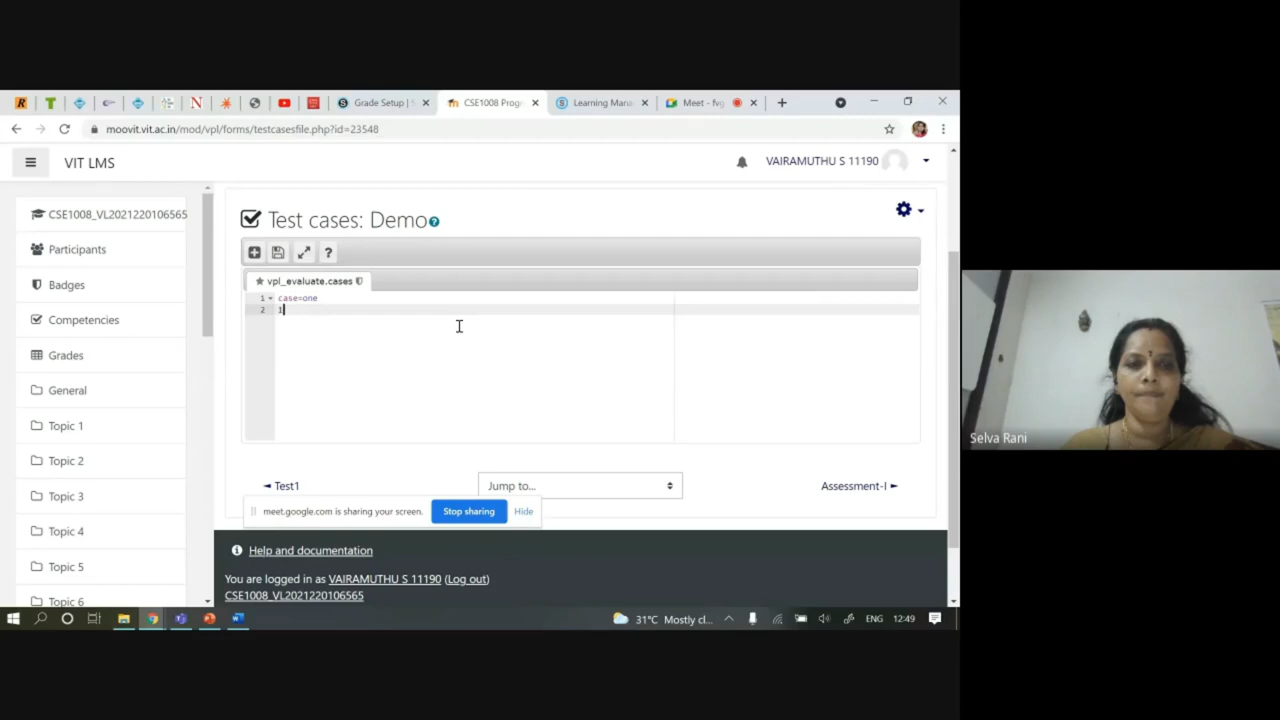 Grade Setup |
CSE1008 Prog
Learning Mana
Meet - fvg
moovit.vit.ac.in/mod/vpl/forms/testcasesfile.php?id=23548
VIT LMS
VAIRAMUTHU S 11190
CSE1008_VL2021220106565
Participants
Badges
Competencies
Grades
General
Topic 1
Topic 2
Topic 3
Topic 4
Topic 5
Topic 6
Test cases: Demo
vpl_evaluate.cases
1 case=one
2
◄ Test1
Jump to...
Assessment-I ►
meet.google.com is sharing your screen.
Stop sharing
Hide
Help and documentation
You are logged in as VAIRAMUTHU S 11190 (Log out)
CSE1008_VL2021220106565
31°C Mostly cl...
ENG
12:49
Selva Rani